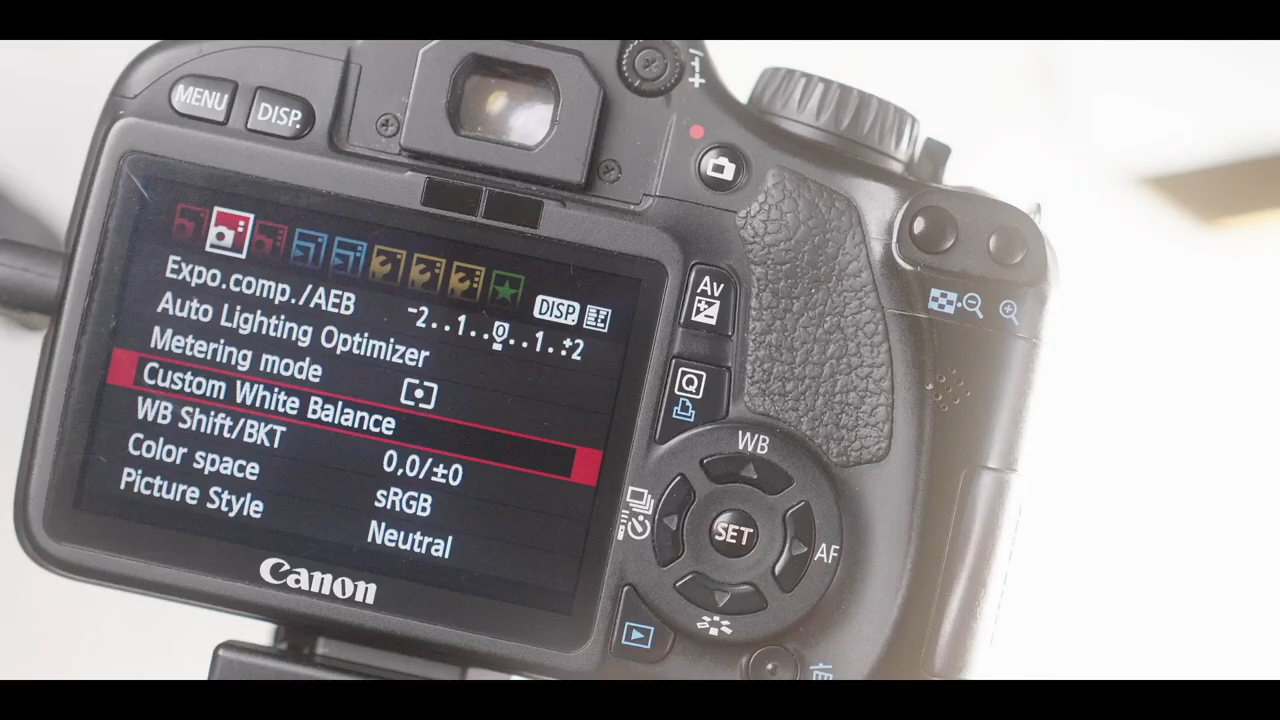 MENU
DISP.
Expo.comp./AEB -2..1..0..1.:+2
DISP.
Auto Lighting Optimizer
Metering mode
Custom White Balance
WB Shift/BKT 0,0/±0
Color space sRGB
Picture Style Neutral
Canon
Av
Q
WB
SET
AF